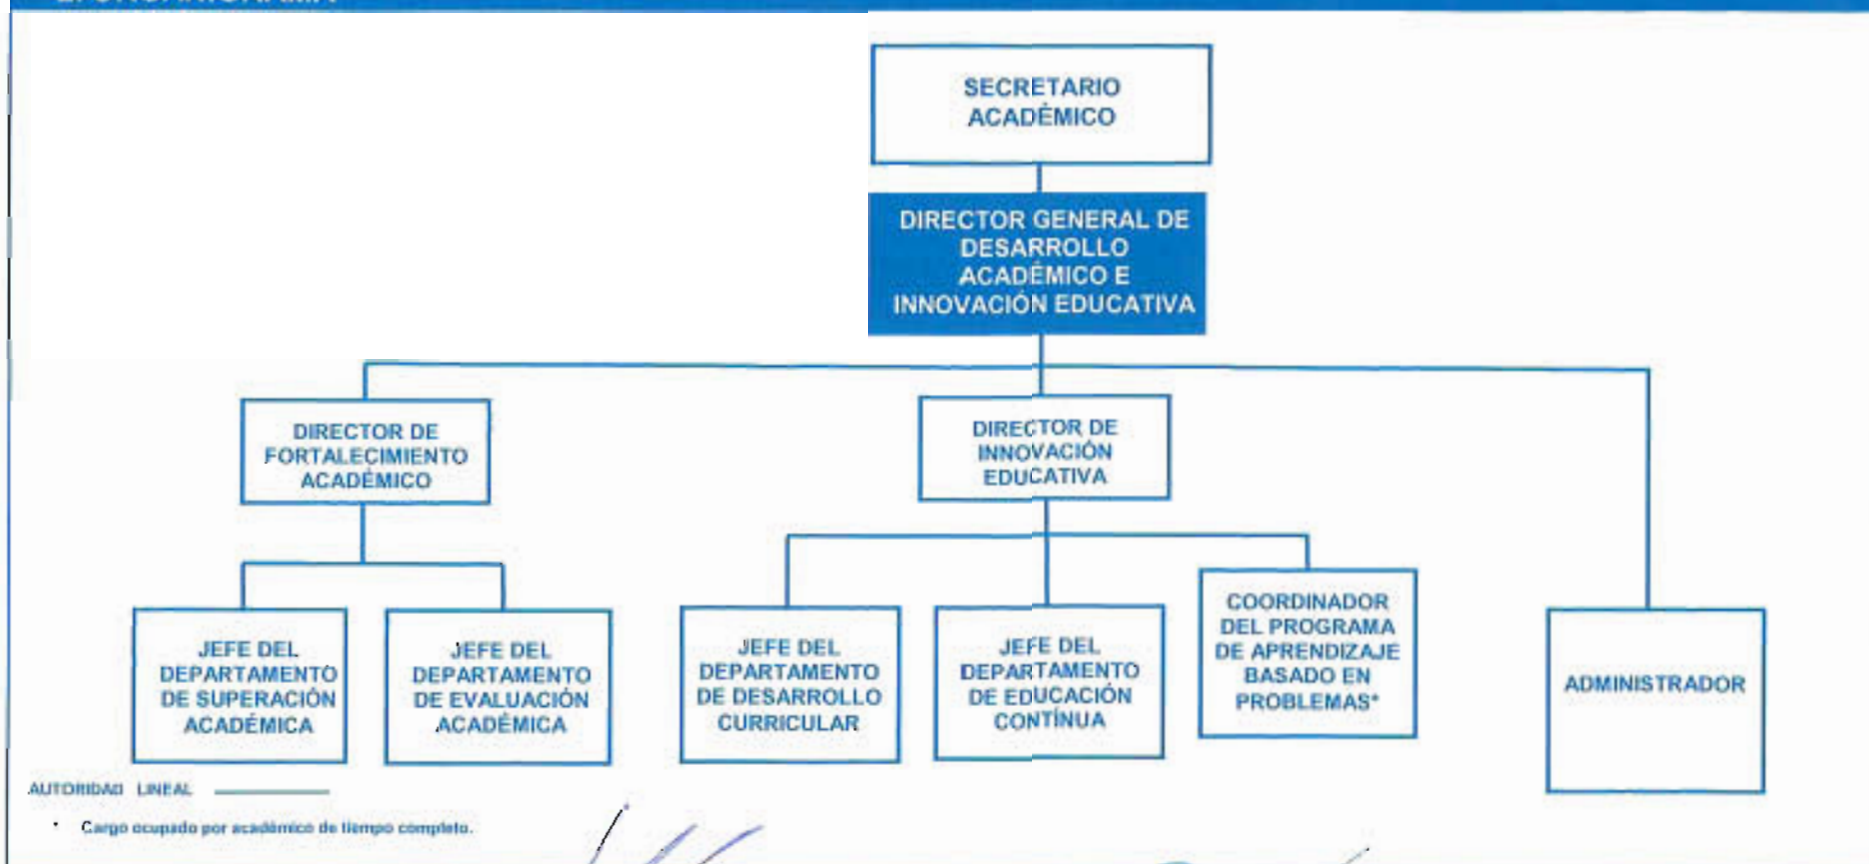 SECRETARIO
ACADÉMICO
DIRECTOR GENERAL DE
DESARROLLO
ACADÉMICO E
INNOVACIÓN EDUCATIVA
DIRECTOR DE
FORTALECIMIENTO
ACADÉMICO
DIRECTOR DE
INNOVACIÓN
EDUCATIVA
JEFE DEL
DEPARTAMENTO
DE SUPERACIÓN
ACADÉMICA
JEFE DEL
DEPARTAMENTO
DE EVALUACIÓN
ACADÉMICA
JEFE DEL
DEPARTAMENTO
DE DESARROLLO
CURRICULAR
JEFE DEL
DEPARTAMENTO
DE EDUCACIÓN
CONTÍNUA
COORDINADOR
DEL PROGRAMA
DE APRENDIZAJE
BASADO EN
PROBLEMAS*
ADMINISTRADOR
AUTORIDAD LINEAL
* Cargo ocupado por académico de tiempo completo.